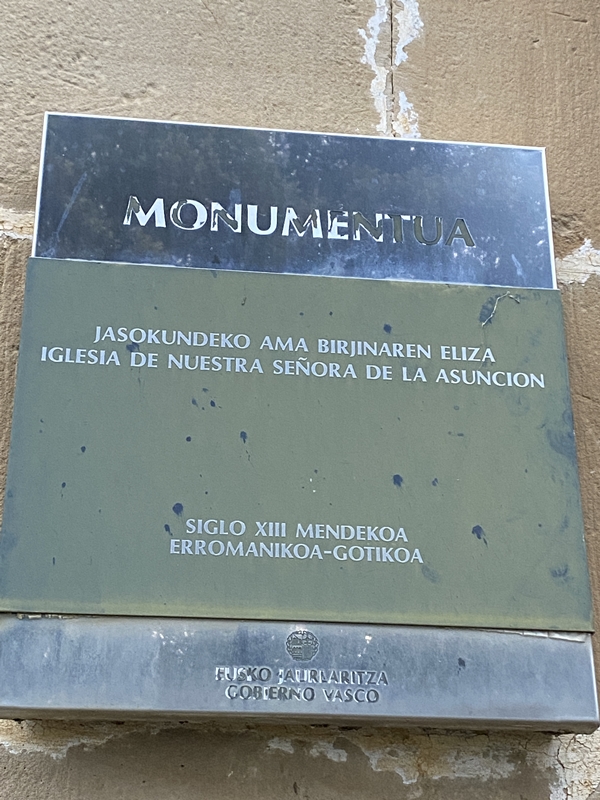 MONUMENTUA
JASOKUNDEKO AMA BIRJINAREN ELIZA
IGLESIA DE NUESTRA SEÑORA DE LA ASUNCION
SIGLO XIII MENDEKOA
ERROMANIKOA-GOTIKOA
EUSKO JAURLARITZA
GOBIERNO VASCO